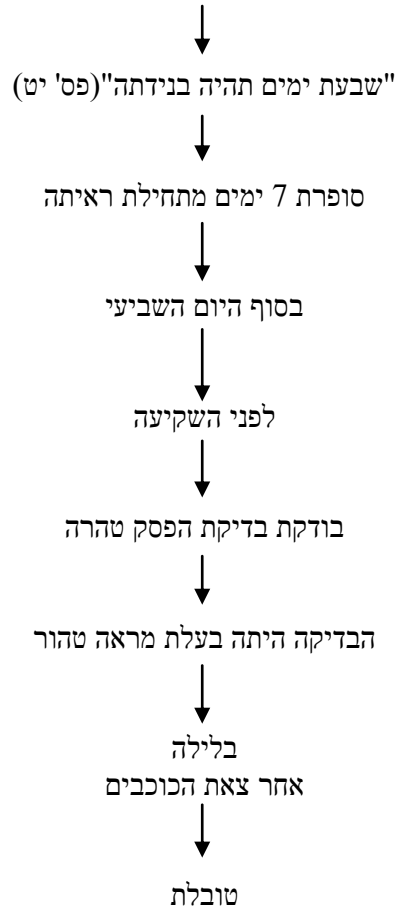 "שבעת ימים תהיה בנידתה"(פס' יט)
סופרת 7 ימים מתחילת ראיתה
בסוף היום השביעי
לפני השקיעה
בודקת בדיקת הפסק טהרה
הבדיקה היתה בעלת מראה טהור
בלילה
אחר צאת הכוכבים
טובלת